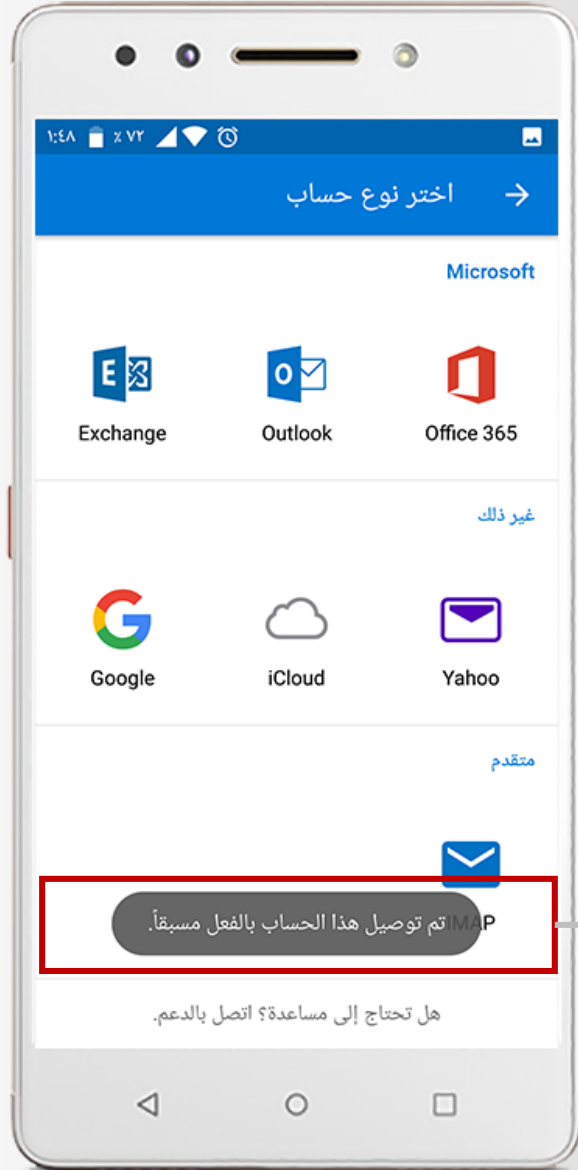 ١:٤٨ ٧٢ ٪
اختر نوع حساب
Microsoft
Office 365 Outlook Exchange
غير ذلك
Yahoo iCloud Google
متقدم
IMAP
تم توصيل هذا الحساب بالفعل مسبقاً.
هل تحتاج إلى مساعدة؟ اتصل بالدعم.